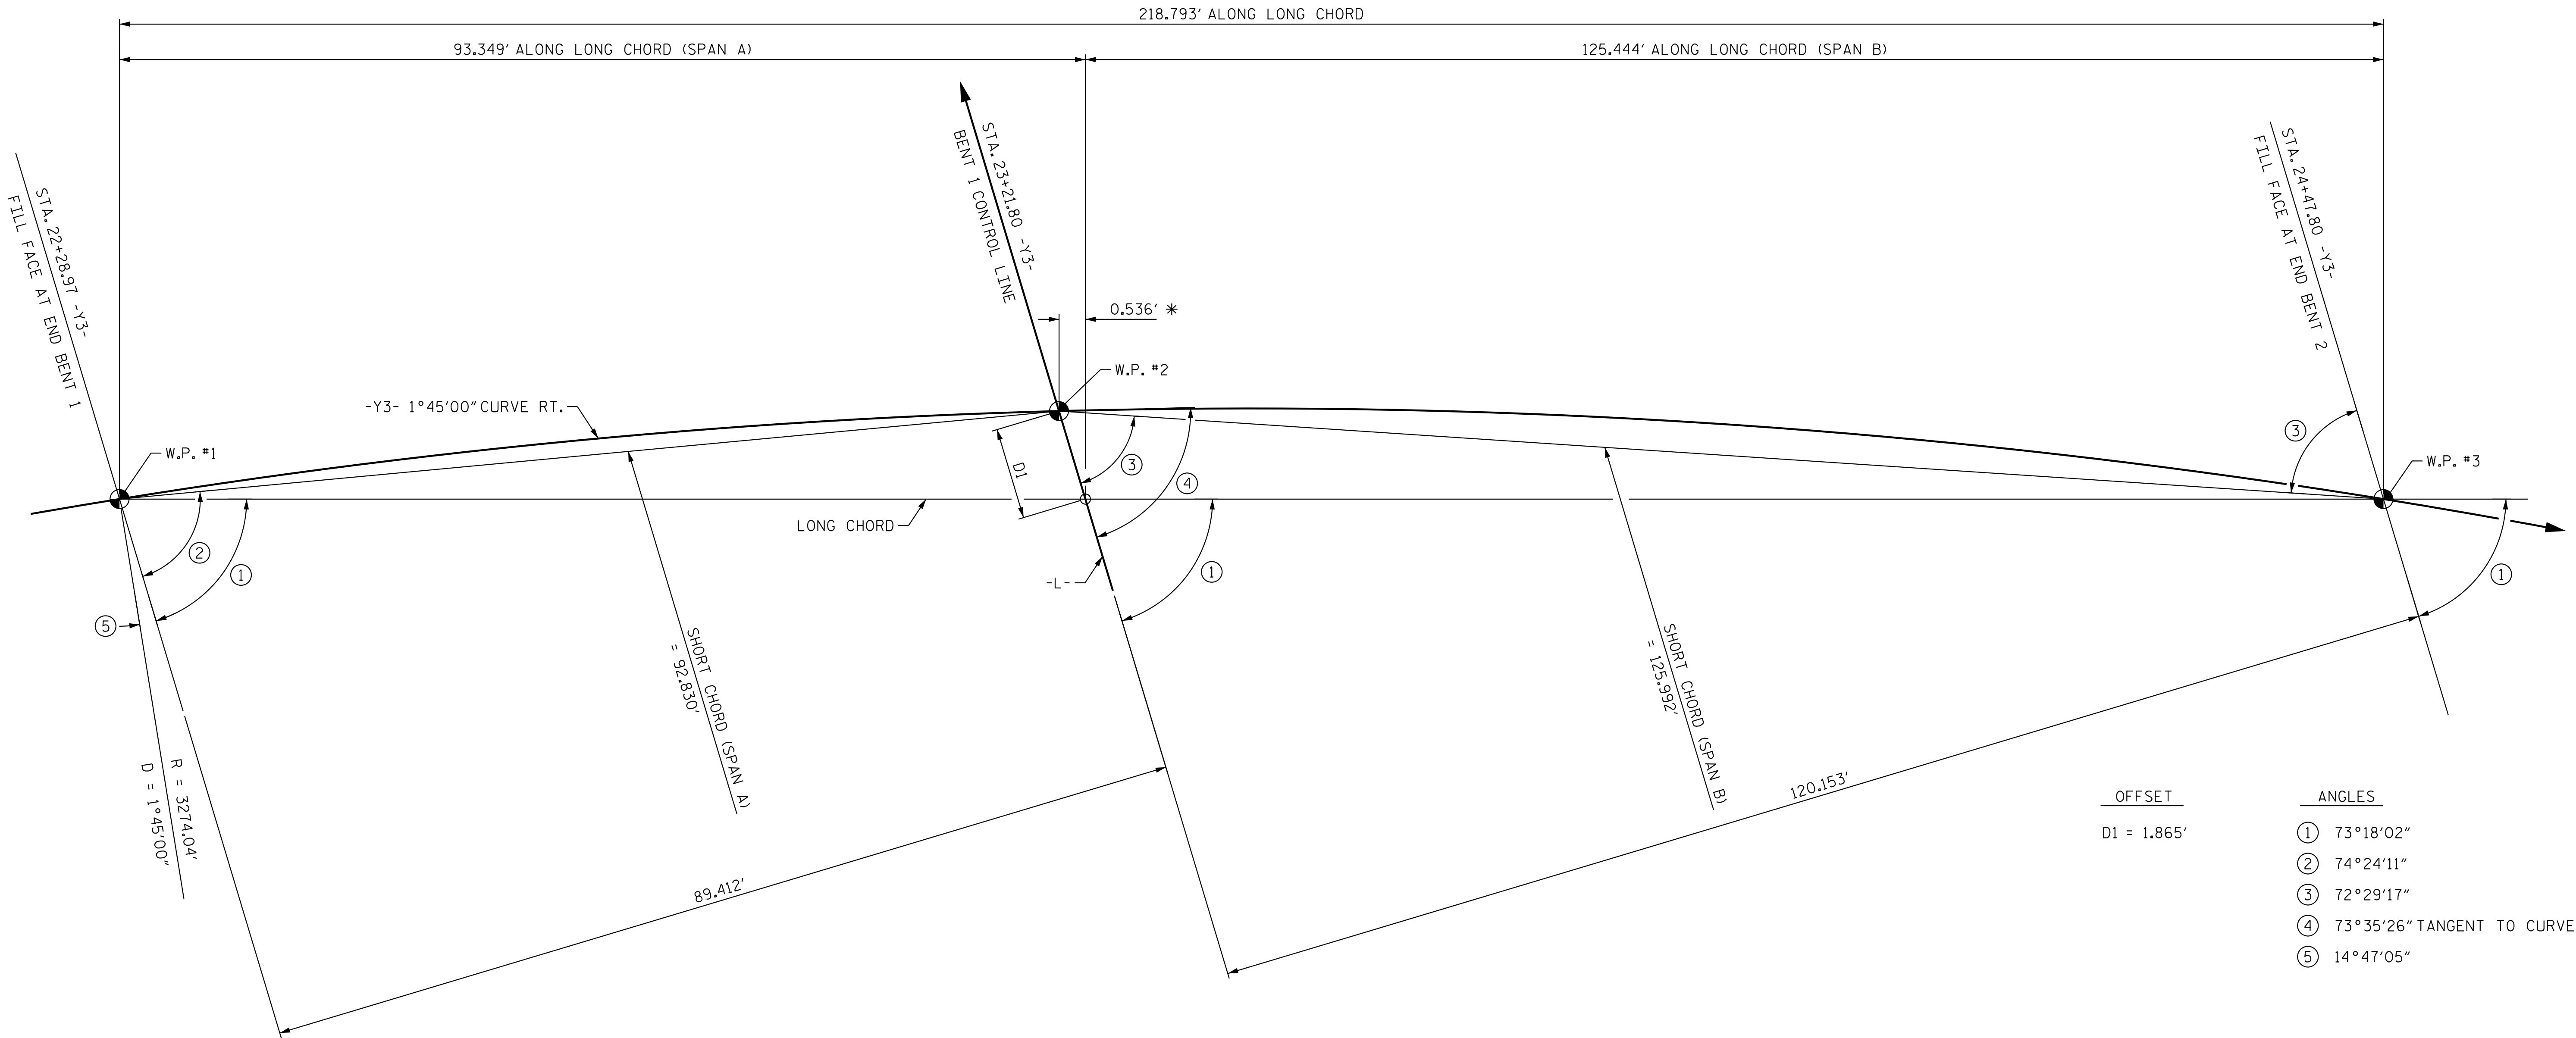 218.793′ ALONG LONG CHORD
93.349′ ALONG LONG CHORD (SPAN A)
125.444′ ALONG LONG CHORD (SPAN B)
STA. 22+28.97 -Y3-
FILL FACE AT END BENT 1
STA. 23+21.80 -Y3-
BENT 1 CONTROL LINE
STA. 24+47.80 -Y3-
FILL FACE AT END BENT 2
0.536′ *
W.P. #2
-Y3- 1°45′00″ CURVE RT.
W.P. #1
W.P. #3
D1
3
3
4
LONG CHORD
2
1
1
1
-L-
5
SHORT CHORD (SPAN A)
= 92.830′
SHORT CHORD (SPAN B)
= 125.992′
R = 3274.04′
D = 1°45′00″
89.412′
120.153′
OFFSET
D1 = 1.865′
ANGLES
1 73°18′02″
2 74°24′11″
3 72°29′17″
4 73°35′26″ TANGENT TO CURVE
5 14°47′05″